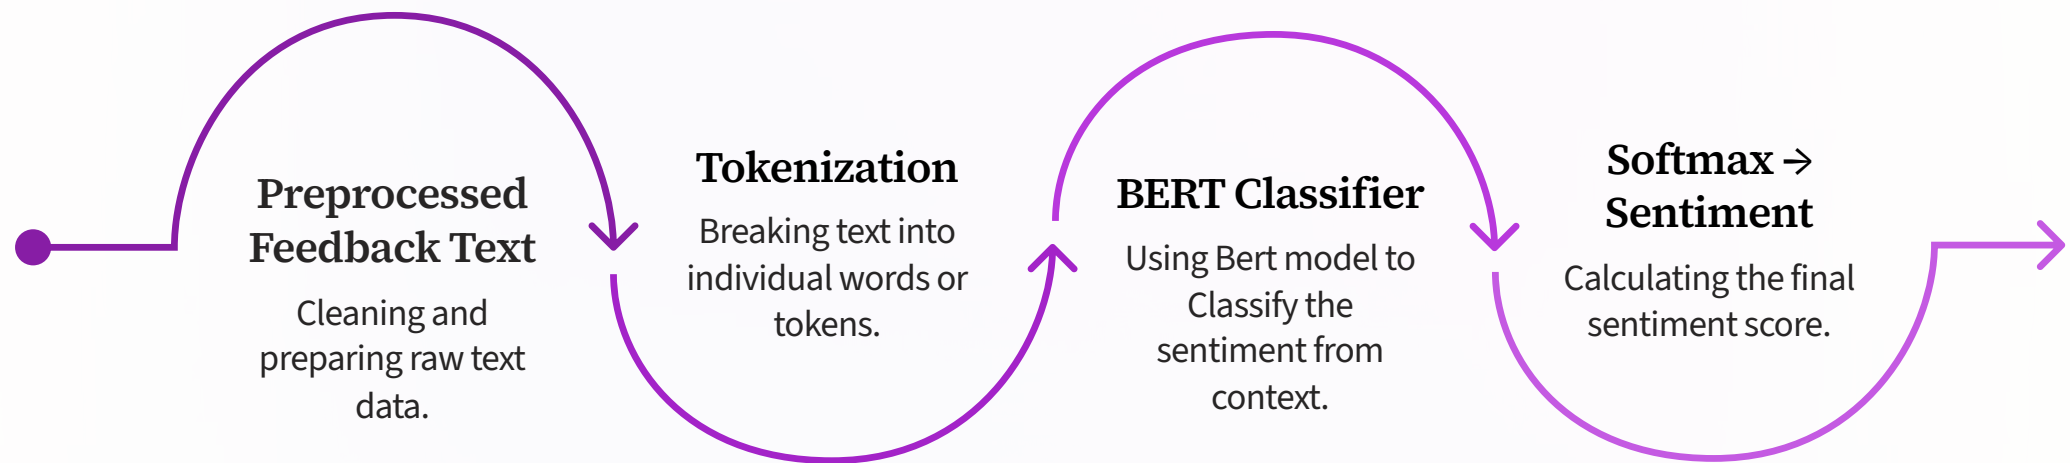 Preprocessed
Feedback Text
Cleaning and
preparing raw text
data.
Tokenization
Breaking text into
individual words or
tokens.
BERT Classifier
Using Bert model to
Classify the
sentiment from
context.
Softmax →
Sentiment
Calculating the final
sentiment score.